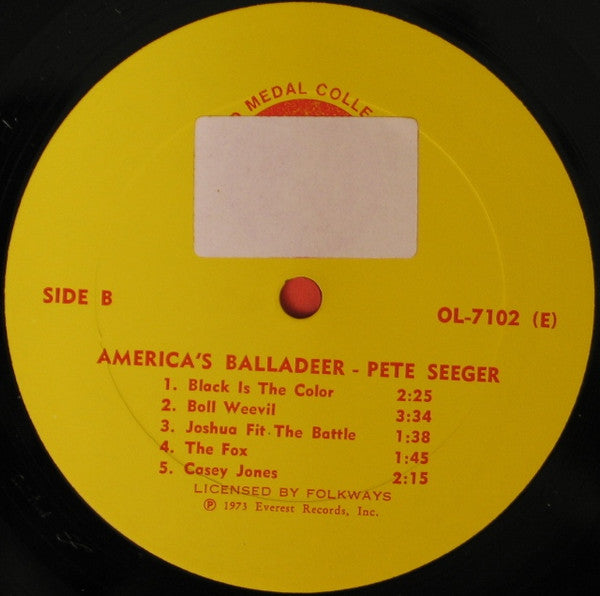 MEDAL COLLE
SIDE B
OL-7102 (E)
AMERICA'S BALLADEER - PETE SEEGER
1. Black Is The Color 2:25
2. Boll Weevil 3:34
3. Joshua Fit The Battle 1:38
4. The Fox 1:45
5. Casey Jones 2:15
LICENSED BY FOLKWAYS
℗ 1973 Everest Records, Inc.